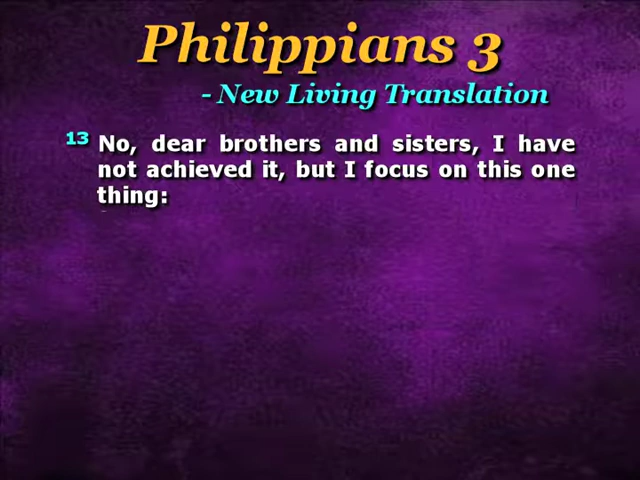 Philippians 3
- New Living Translation
13 No, dear brothers and sisters, I have
not achieved it, but I focus on this one
thing: